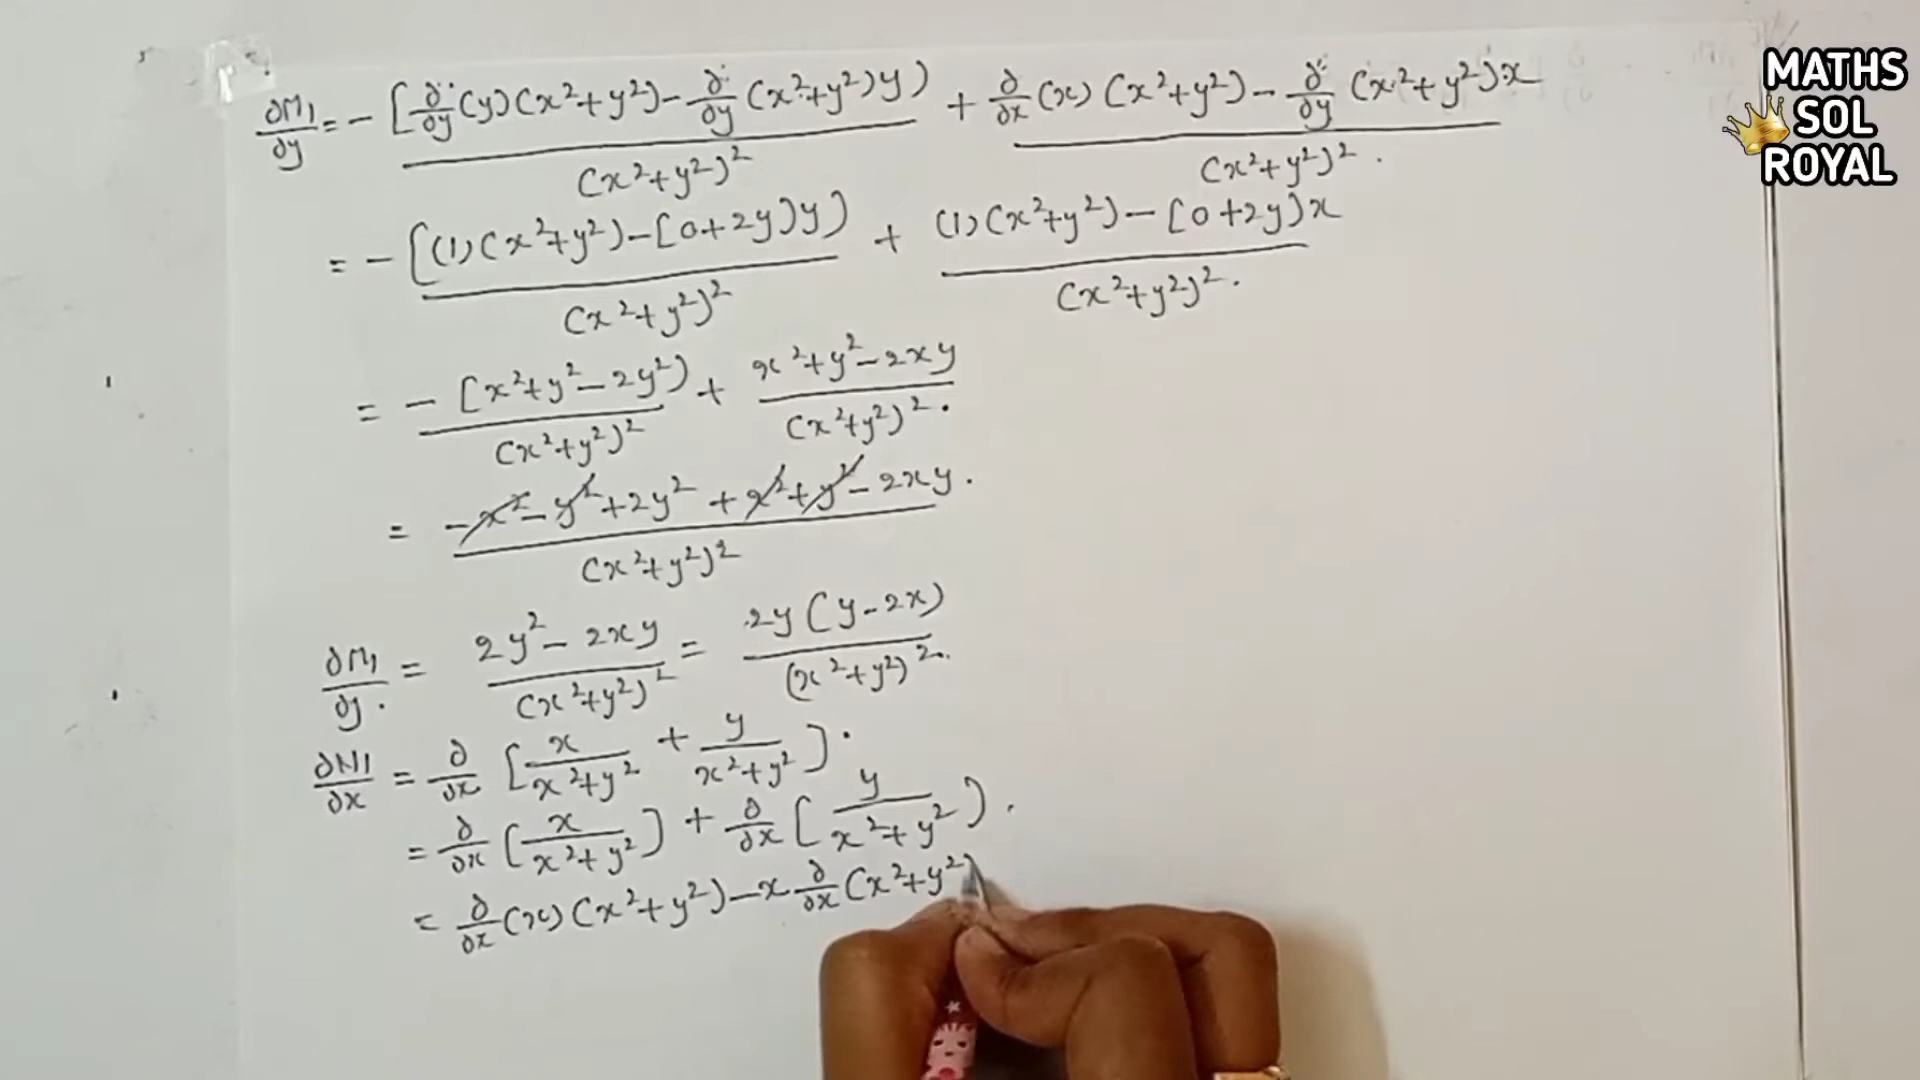 ∂M₁/∂y = - [∂/∂y (y) (x²+y²) - ∂/∂y (x²+y²) y) / (x²+y²)² + ∂/∂x (x) (x²+y²) - ∂/∂y (x²+y²).x / (x²+y²)².
= - [(1) (x²+y²) - [0+2y) y) / (x²+y²)² + (1) (x²+y²) - [0+2y) x / (x²+y²)².
= - [x²+y²-2y²) / (x²+y²)² + x²+y²-2xy / (x²+y²)².
= -x²-y²+2y²+x²+y²-2xy. / (x²+y²)²
∂M₁/∂y. = 2y²-2xy / (x²+y²)² = 2y(y-2x) / (x²+y²)².
∂N1/∂x = ∂/∂x [x/x²+y² + y/x²+y²).
= ∂/∂x [x/x²+y²] + ∂/∂x [y/x²+y²).
= ∂/∂x (x) (x²+y²) - x ∂/∂x (x²+y²)
MATHS
SOL
ROYAL